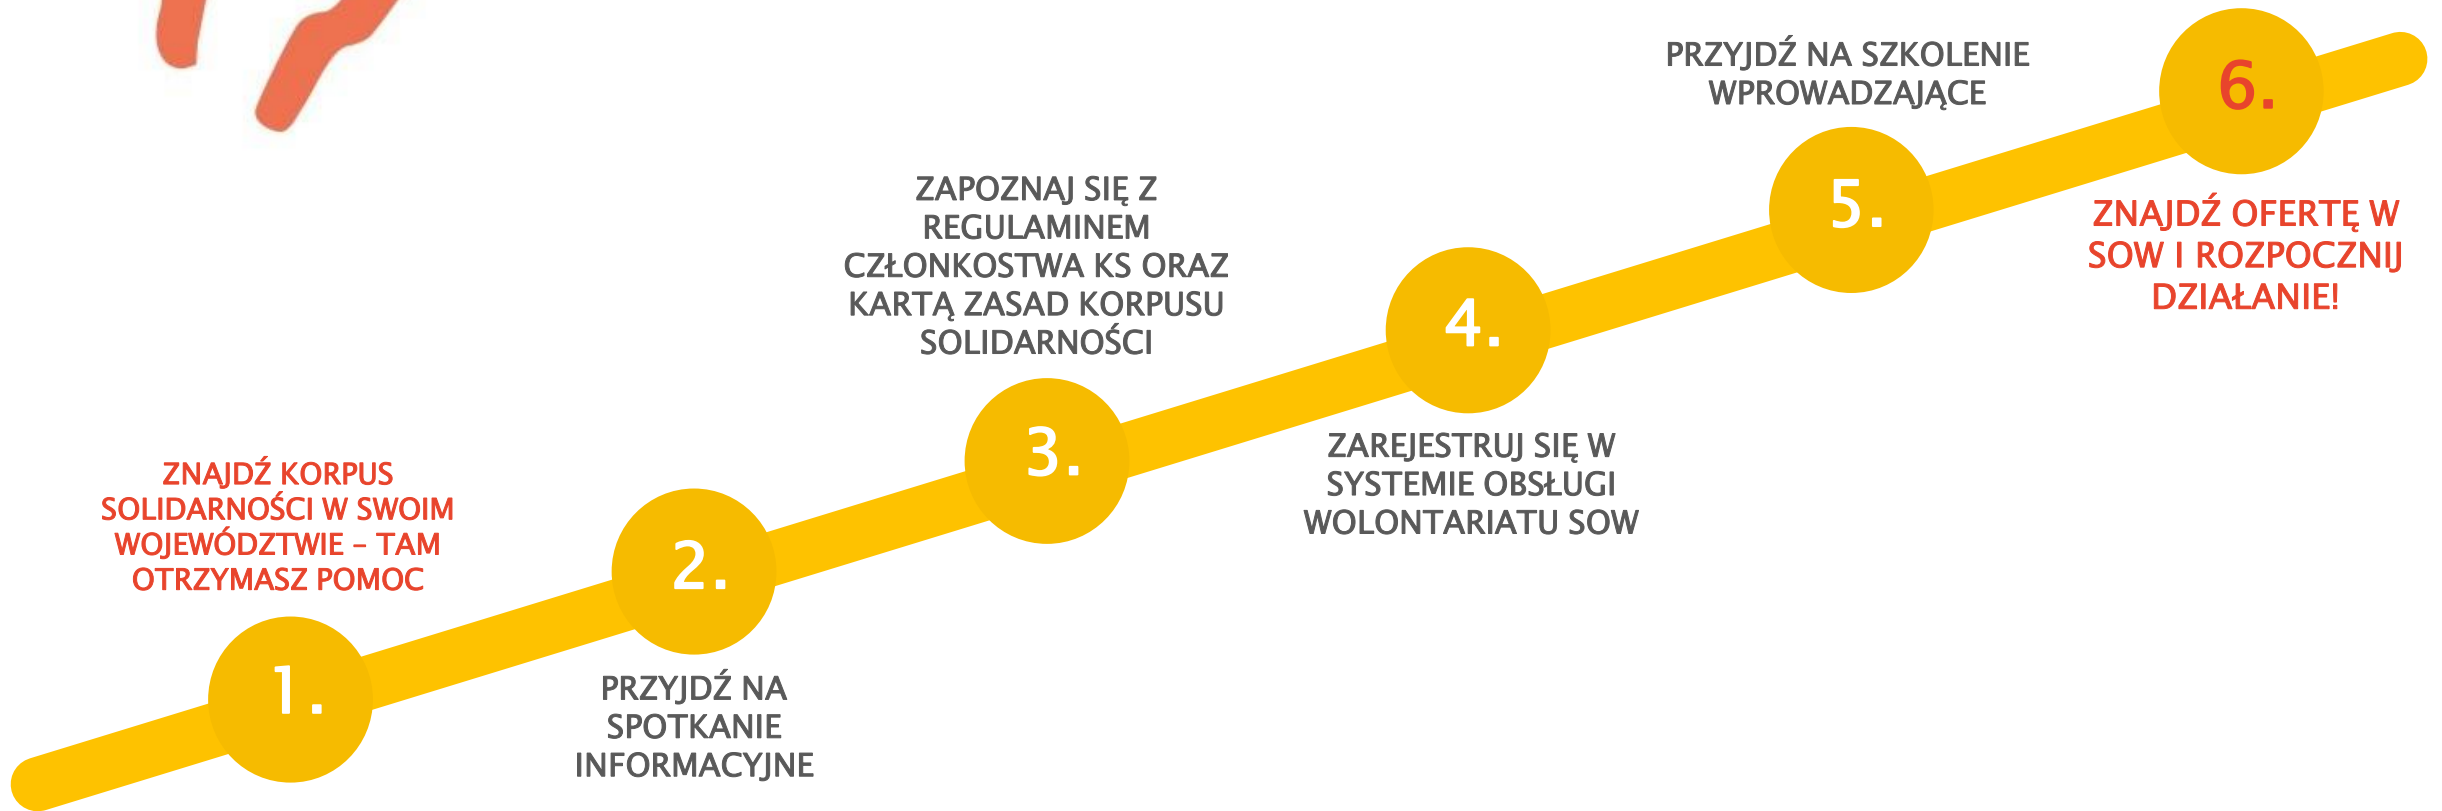 ZNAJDŹ KORPUS
SOLIDARNOŚCI W SWOIM
WOJEWÓDZTWIE – TAM
OTRZYMASZ POMOC
1.
2.
PRZYJDŹ NA
SPOTKANIE
INFORMACYJNE
ZAPOZNAJ SIĘ Z
REGULAMINEM
CZŁONKOSTWA KS ORAZ
KARTĄ ZASAD KORPUSU
SOLIDARNOŚCI
3.
4.
ZAREJESTRUJ SIĘ W
SYSTEMIE OBSŁUGI
WOLONTARIATU SOW
PRZYJDŹ NA SZKOLENIE
WPROWADZAJĄCE
5.
6.
ZNAJDŹ OFERTĘ W
SOW I ROZPOCZNIJ
DZIAŁANIE!